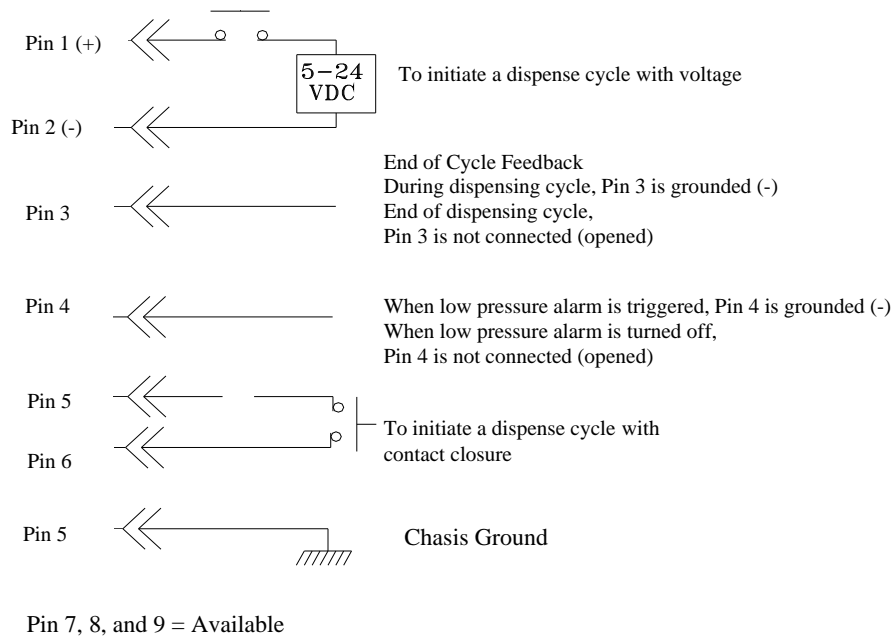 Pin 1 (+)
5-24
VDC
To initiate a dispense cycle with voltage
Pin 2 (-)
End of Cycle Feedback
During dispensing cycle, Pin 3 is grounded (-)
Pin 3
End of dispensing cycle,
Pin 3 is not connected (opened)
Pin 4
When low pressure alarm is triggered, Pin 4 is grounded (-)
When low pressure alarm is turned off,
Pin 4 is not connected (opened)
Pin 5
To initiate a dispense cycle with
contact closure
Pin 6
Pin 5
Chasis Ground
Pin 7, 8, and 9 = Available